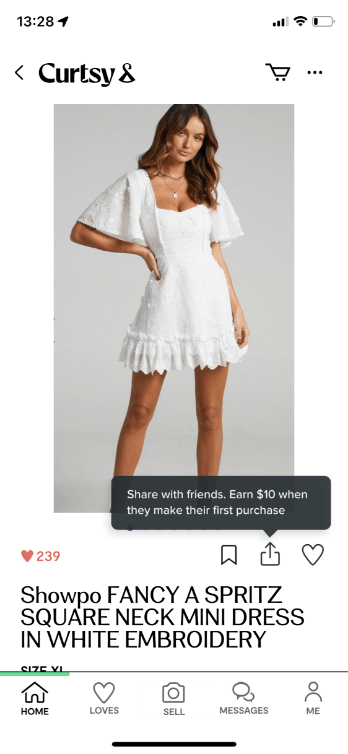 13:28
Curtsy &
Share with friends. Earn $10 when
they make their first purchase
239
Showpo FANCY A SPRITZ
SQUARE NECK MINI DRESS
IN WHITE EMBROIDERY
SIZE XL
HOME
LOVES
SELL
MESSAGES
ME